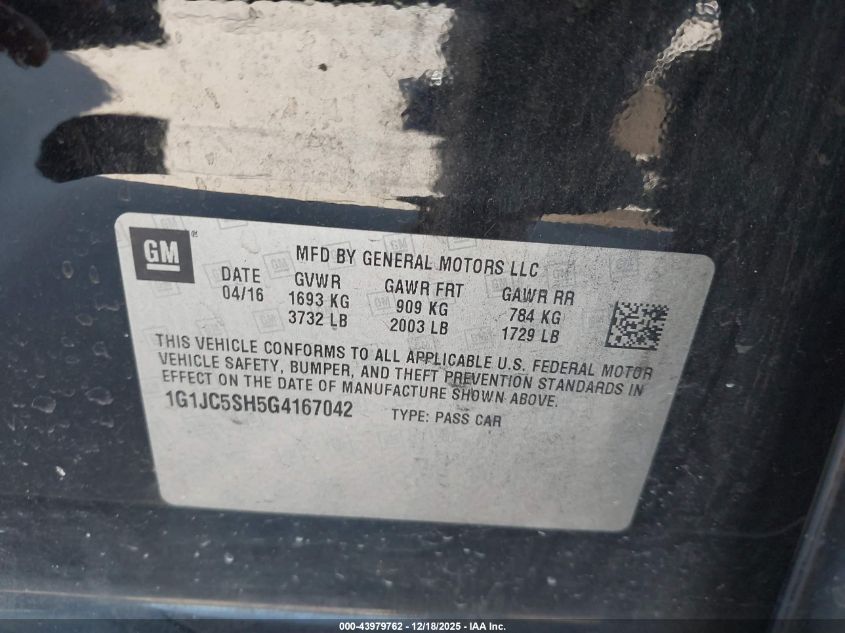 GM ®
MFD BY GENERAL MOTORS LLC
DATE GVWR GAWR FRT GAWR RR
04/16 1693 KG 909 KG 784 KG
3732 LB 2003 LB 1729 LB
THIS VEHICLE CONFORMS TO ALL APPLICABLE U.S. FEDERAL MOTOR
VEHICLE SAFETY, BUMPER, AND THEFT PREVENTION STANDARDS IN
EFFECT ON THE DATE OF MANUFACTURE SHOWN ABOVE.
1G1JC5SH5G4167042 TYPE: PASS CAR
000-43979762 | 12/18/2025 - IAA Inc.